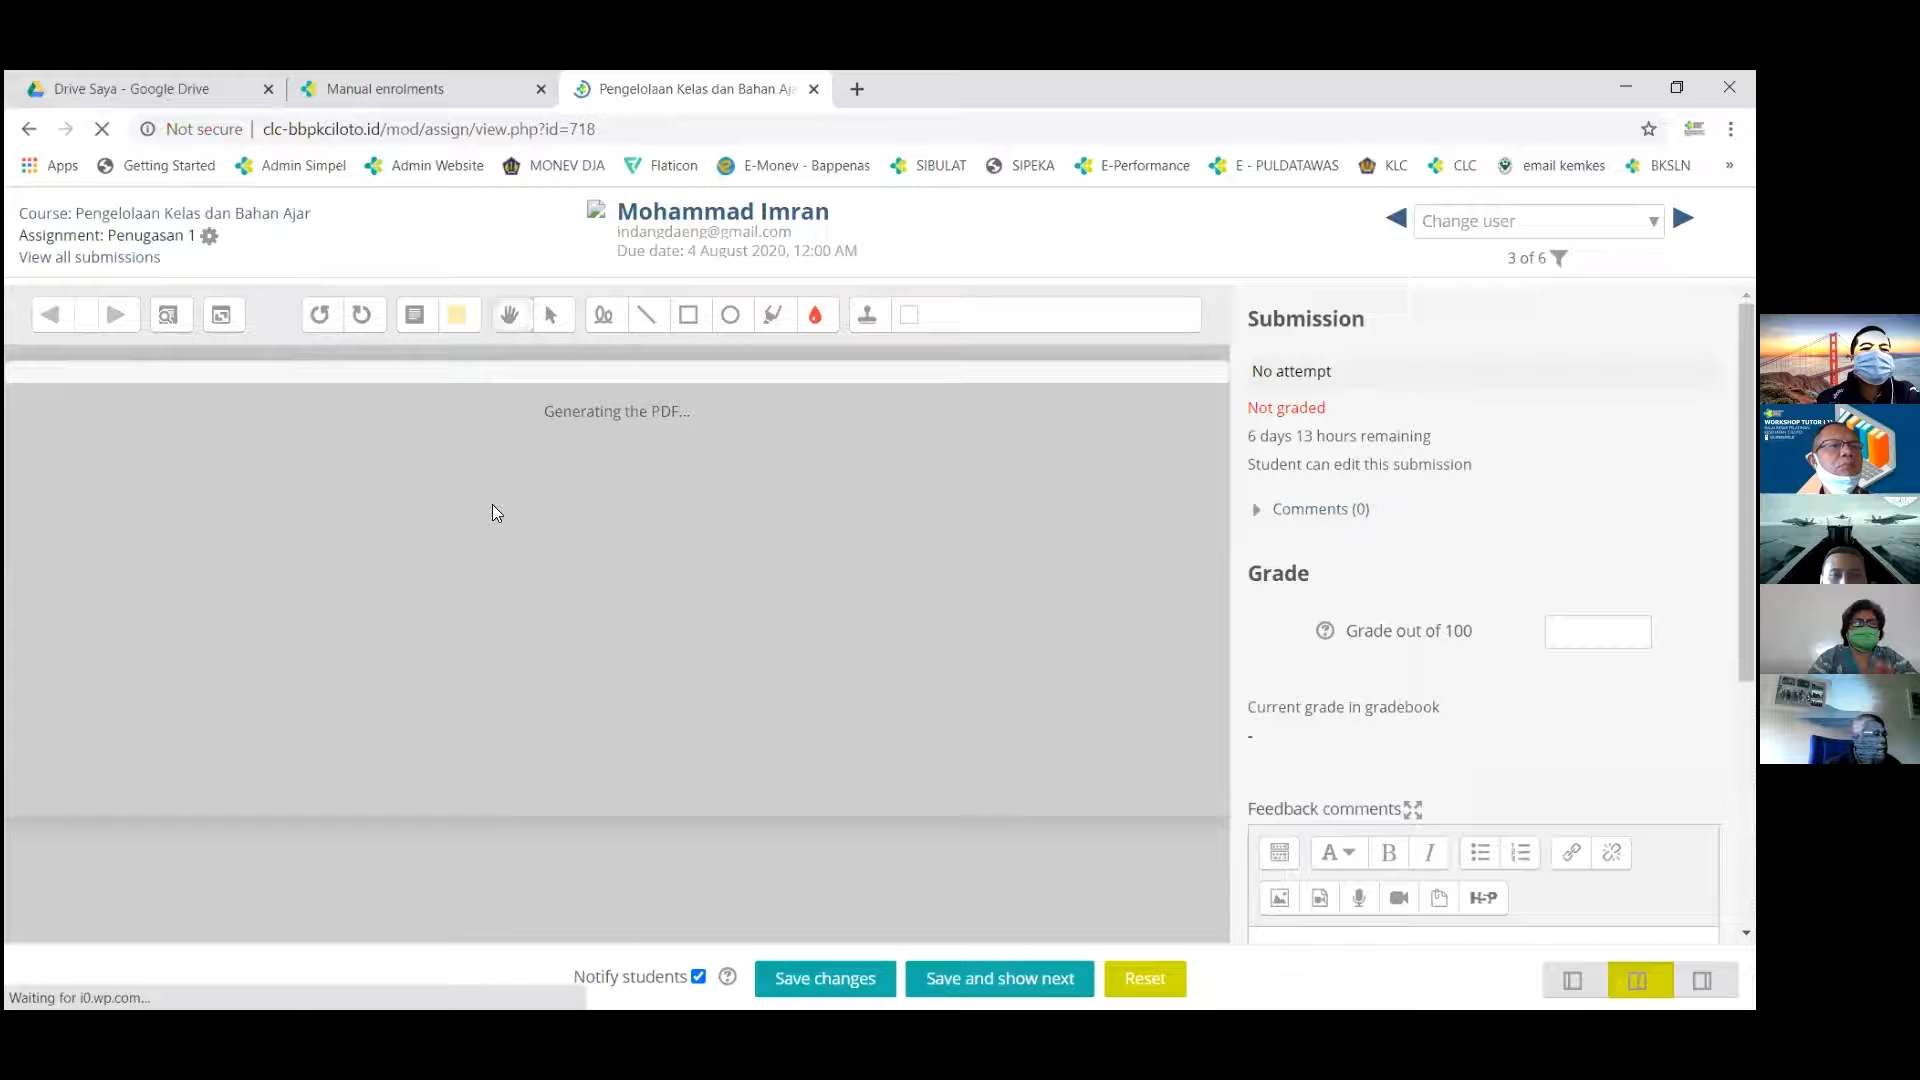 Drive Saya - Google Drive
Manual enrolments
Pengelolaan Kelas dan Bahan Aj
Not secure | clc-bbpkciloto.id/mod/assign/view.php?id=718
Apps Getting Started Admin Simpel Admin Website MONEV DJA Flaticon E-Monev - Bappenas SIBULAT SIPEKA E-Performance E - PULDATAWAS KLC CLC email kemkes BKSLN »
Course: Pengelolaan Kelas dan Bahan Ajar
Assignment: Penugasan 1
View all submissions
Mohammad Imran
indangdaeng@gmail.com
Due date: 4 August 2020, 12:00 AM
Change user
3 of 6
Generating the PDF...
Submission
No attempt
Not graded
6 days 13 hours remaining
Student can edit this submission
Comments (0)
Grade
Grade out of 100
Current grade in gradebook
-
Feedback comments
A B I
H-P
Notify students
Save changes
Save and show next
Reset
Waiting for i0.wp.com...
WORKSHOP TUTOR